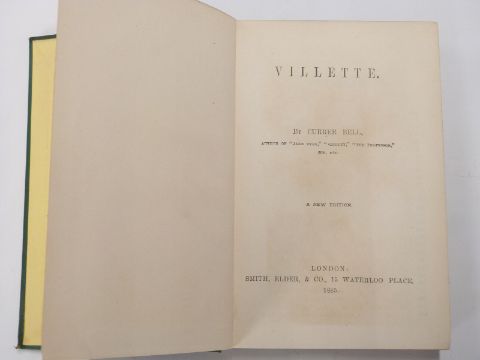 VILLETTE.
BY CURRER BELL,
AUTHOR OF "JANE EYRE," "SHIRLEY," "THE PROFESSOR,"
ETC. ETC.
A NEW EDITION.
LONDON:
SMITH, ELDER, & CO., 15 WATERLOO PLACE,